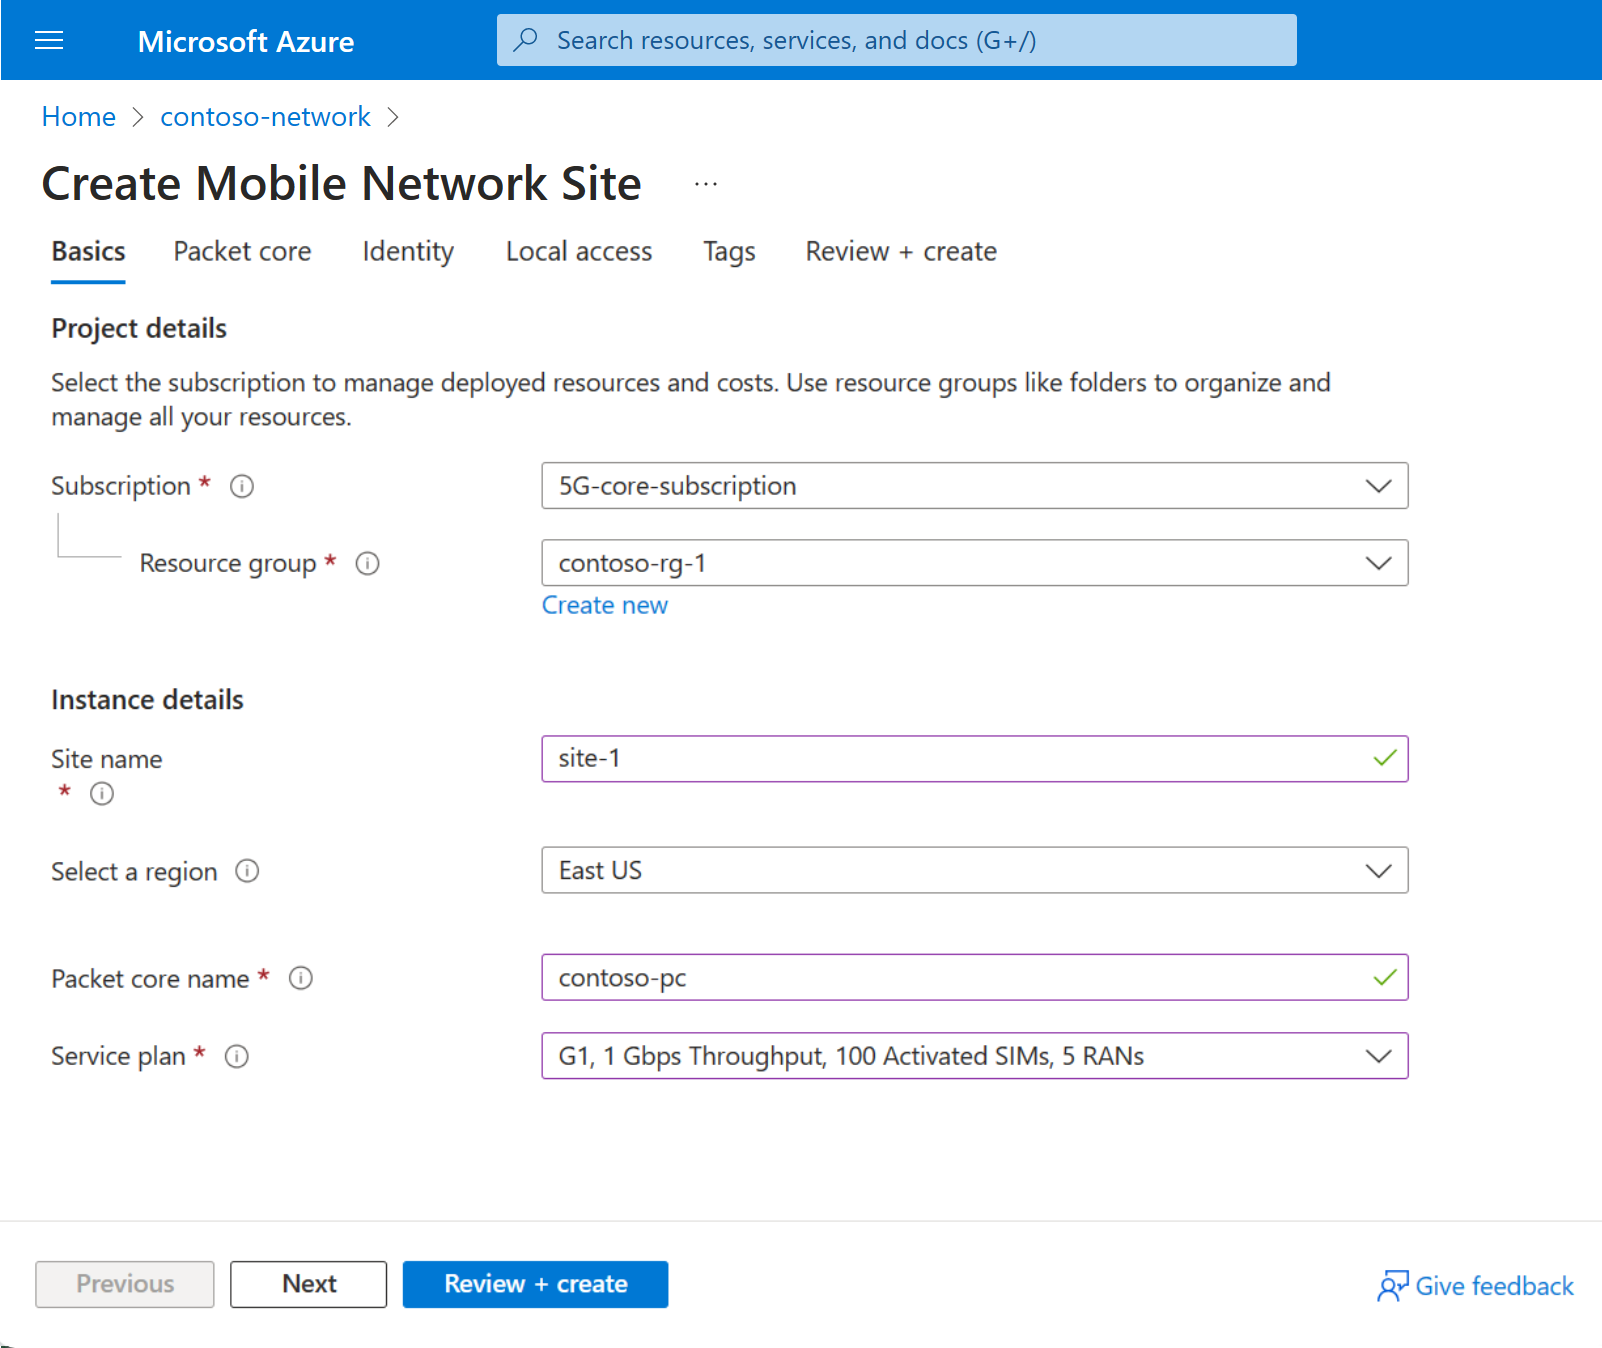 Microsoft Azure
Search resources, services, and docs (G+/)
Home > contoso-network >
Create Mobile Network Site ...
Basics Packet core Identity Local access Tags Review + create
Project details
Select the subscription to manage deployed resources and costs. Use resource groups like folders to organize and
manage all your resources.
Subscription * 5G-core-subscription
Resource group * contoso-rg-1
Create new
Instance details
Site name site-1
*
Select a region East US
Packet core name * contoso-pc
Service plan * G1, 1 Gbps Throughput, 100 Activated SIMs, 5 RANs
Previous Next Review + create Give feedback